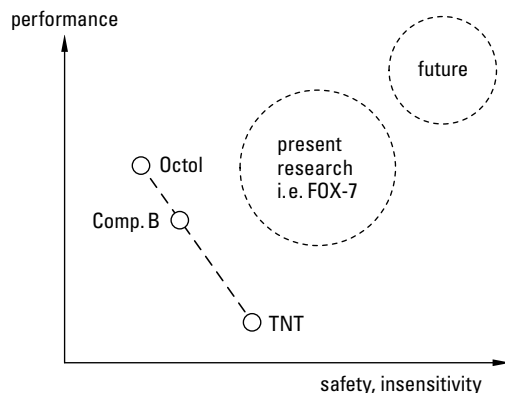 performance
future
present
research
i.e. FOX-7
Octol
Comp. B
TNT
safety, insensitivity